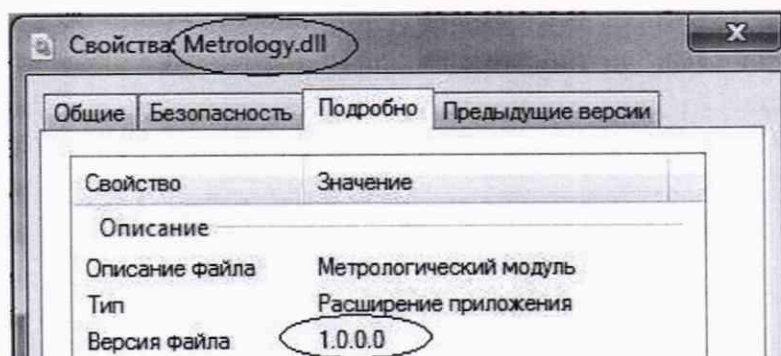 Свойства: Metrology.dll
x
Общие Безопасность Подробно Предыдущие версии
Свойство Значение
Описание
Описание файла Метрологический модуль
Тип Расширение приложения
Версия файла 1.0.0.0